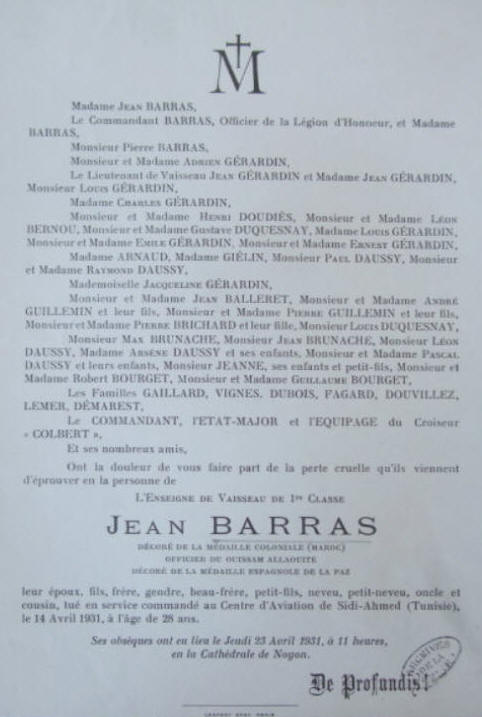 M
Madame JEAN BARRAS,
Le Commandant BARRAS, Officier de la Légion d'Honneur, et Madame
BARRAS,
Monsieur Pierre BARRAS,
Monsieur et Madame ADRIEN GÉRARDIN,
Le Lieutenant de Vaisseau JEAN GÉRARDIN et Madame JEAN GÉRARDIN,
Monsieur LOUIS GÉRARDIN,
Madame CHARLES GÉRARDIN,
Monsieur et Madame HENRI DOUDIÈS, Monsieur et Madame LÉON
BERNOU, Monsieur et Madame Gustave DUQUESNAY, Madame LOUIS GÉRARDIN,
Monsieur et Madame EMILE GÉRARDIN, Monsieur et Madame ERNEST GÉRARDIN,
Madame ARNAUD, Madame GIÉLIN, Monsieur PAUL DAUSSY, Monsieur
et Madame RAYMOND DAUSSY,
Mademoiselle JACQUELINE GÉRARDIN,
Monsieur et Madame JEAN BALLERET, Monsieur et Madame ANDRÉ
GUILLEMIN et leur fils, Monsieur et Madame PIERRE GUILLEMIN et leur fils,
Monsieur et Madame PIERRE BRICHARD et leur fille, Monsieur LOUIS DUQUESNAY,
Monsieur MAX BRUNACHE, Monsieur JEAN BRUNACHE, Monsieur LÉON
DAUSSY, Madame ARSÈNE DAUSSY et ses enfants, Monsieur et Madame PASCAL
DAUSSY et leurs enfants, Monsieur JEANNE, ses enfants et petit-fils, Monsieur et
Madame Robert BOURGET, Monsieur et Madame GUILLAUME BOURGET,
Les Familles GAILLARD, VIGNES, DUBOIS, FAGARD, DOUVILLEZ,
LEMER, DÉMAREST,
Le COMMANDANT, l'ETAT-MAJOR et l'EQUIPAGE du Croiseur
« COLBERT »,
Et ses nombreux amis,
Ont la douleur de vous faire part de la perte cruelle qu'ils viennent
d'éprouver en la personne de
L'ENSEIGNE DE VAISSEAU DE 1re CLASSE
JEAN BARRAS
DÉCORÉ DE LA MÉDAILLE COLONIALE (MAROC)
OFFICIER DU OUISSAM ALLAOUITE
DÉCORÉ DE LA MÉDAILLE ESPAGNOLE DE LA PAZ
leur époux, fils, frère, gendre, beau-frère, petit-fils, neveu, petit-neveu, oncle et
cousin, tué en service commandé au Centre d'Aviation de Sidi-Ahmed (Tunisie),
le 14 Avril 1931, à l'âge de 28 ans.
Ses obsèques ont eu lieu le Jeudi 23 Avril 1931, à 11 heures,
en la Cathédrale de Noyon.
ARCHIVES
DE LA
De Profundis!